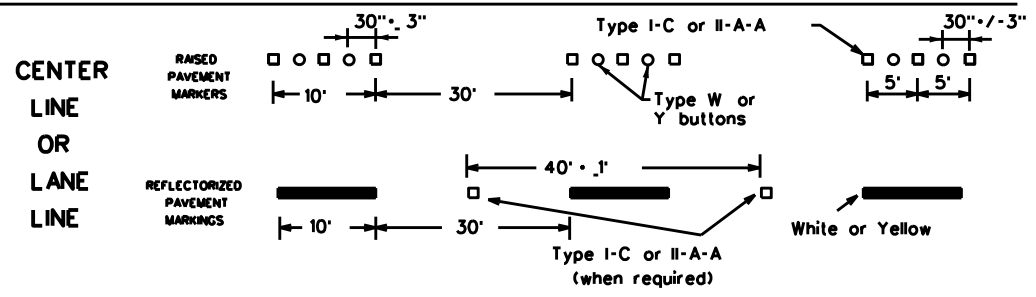 30"·_ 3"
Type I-C or II-A-A
30"·/-3"
CENTER
LINE
OR
LANE
LINE
RAISED
PAVEMENT
MARKERS
10'
30'
Type W or
Y buttons
5'
5'
REFLECTORIZED
PAVEMENT
MARKINGS
40' · _1'
10'
30'
Type I-C or II-A-A
(when required)
White or Yellow